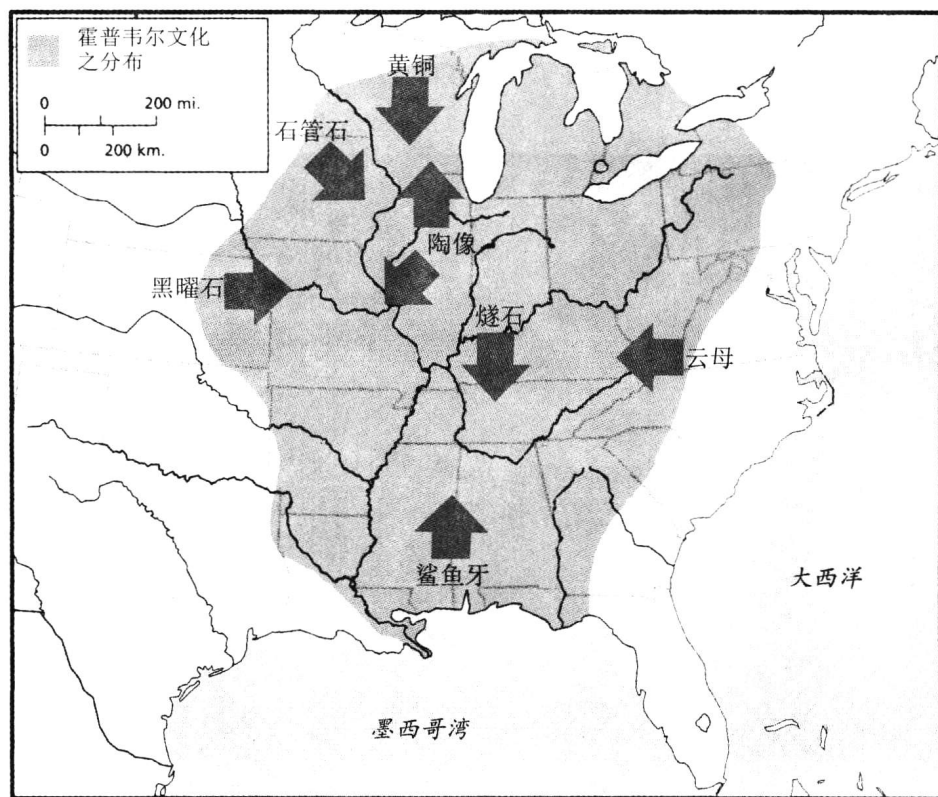 霍普韦尔文化
之分布
0 200 mi.
0 200 km.
黄铜
石管石
陶像
黑曜石
燧石
云母
鲨鱼牙
大西洋
墨西哥湾